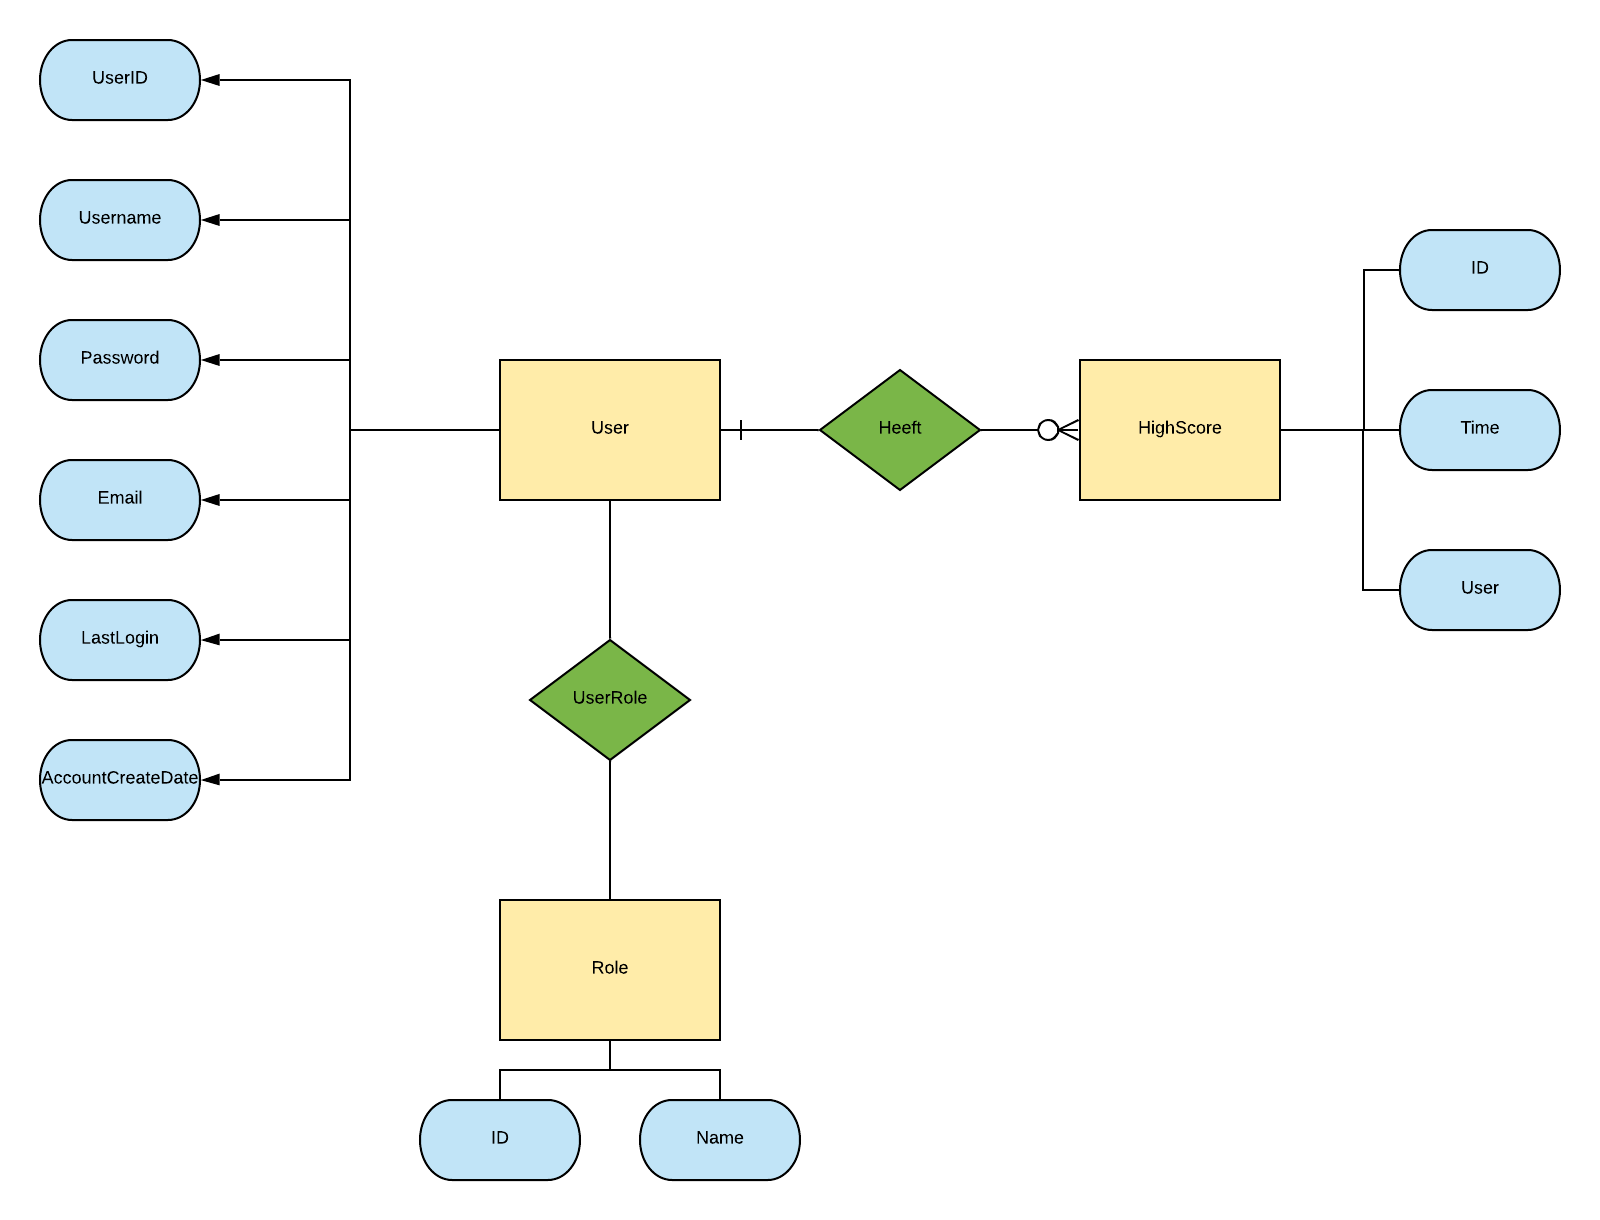 UserID
Username
Password
Email
LastLogin
AccountCreateDate
User
Heeft
HighScore
ID
Time
User
UserRole
Role
ID
Name